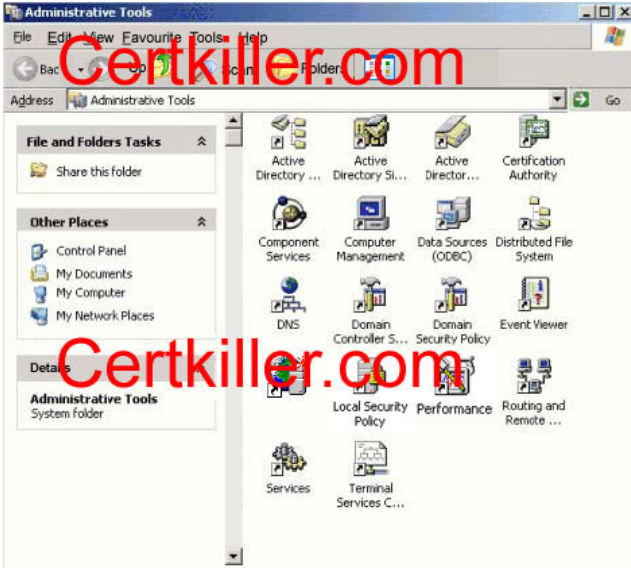 Administrative Tools
File Edit View Favourite Tools Help
Certkiller.com
Bac Up Folders
Address Administrative Tools Go
File and Folders Tasks
Share this folder
Other Places
Control Panel
My Documents
My Computer
My Network Places
Details
Administrative Tools
System folder
Active Directory ...
Active Directory Si...
Active Director...
Certification Authority
Component Services
Computer Management
Data Sources (ODBC)
Distributed File System
DNS
Domain Controller S...
Domain Security Policy
Event Viewer
Certkiller.com
Local Security Policy
Performance
Routing and Remote ...
Services
Terminal Services C...